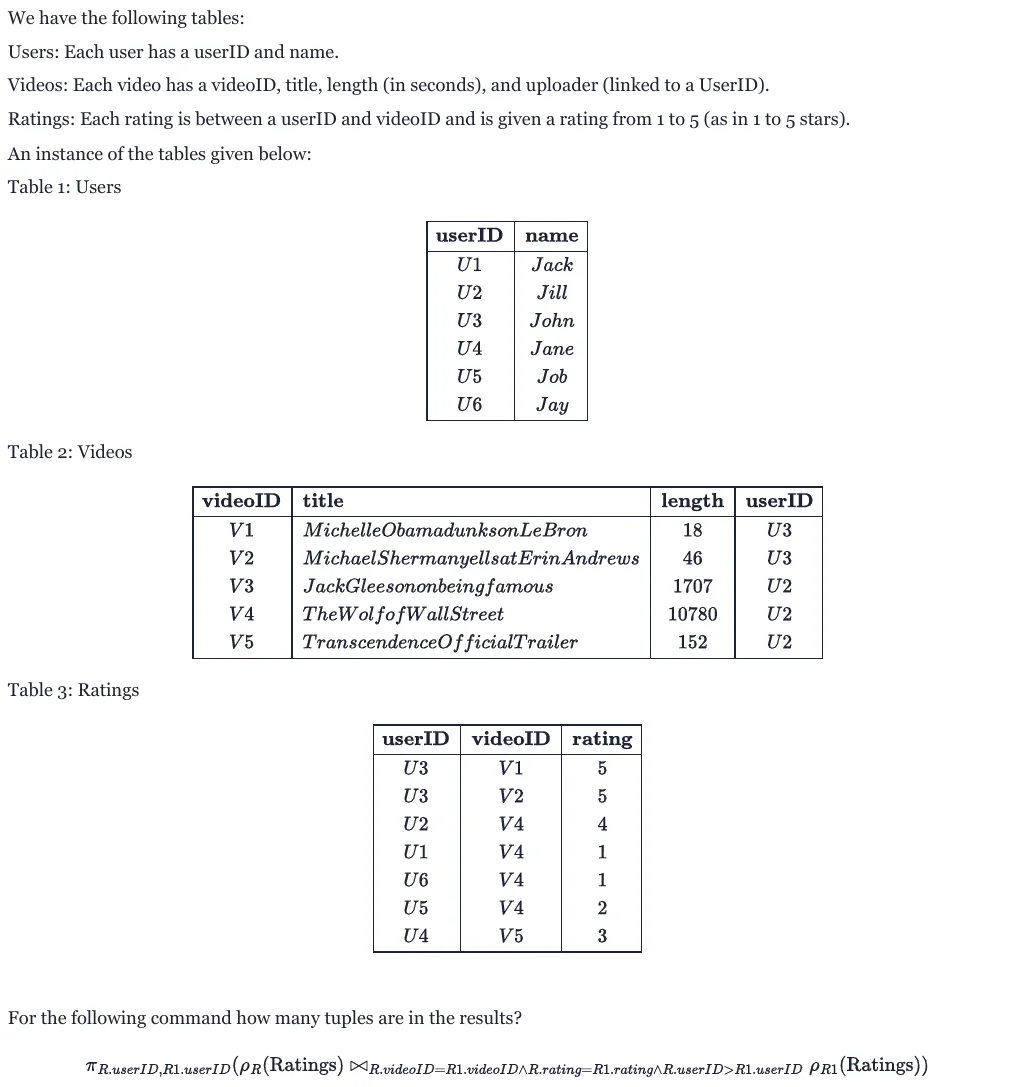 We have the following tables:
Users: Each user has a userID and name.
Videos: Each video has a videoID, title, length (in seconds), and uploader (linked to a UserID).
Ratings: Each rating is between a userID and videoID and is given a rating from 1 to 5 (as in 1 to 5 stars).
An instance of the tables given below:
Table 1: Users
userID name
U1 Jack
U2 Jill
U3 John
U4 Jane
U5 Job
U6 Jay
Table 2: Videos
videoID title length userID
V1 MichelleObamadunksonLeBron 18 U3
V2 MichaelShermanyellsatErinAndrews 46 U3
V3 JackGleesononbeingfamous 1707 U2
V4 TheWolfofWallStreet 10780 U2
V5 TranscendenceOfficialTrailer 152 U2
Table 3: Ratings
userID videoID rating
U3 V1 5
U3 V2 5
U2 V4 4
U1 V4 1
U6 V4 1
U5 V4 2
U4 V5 3
For the following command how many tuples are in the results?
π R.userID,R1.userID (ρR(Ratings) ⋈ R.videoID=R1.videoID∧R.rating=R1.rating∧R.userID>R1.userID ρR1(Ratings))